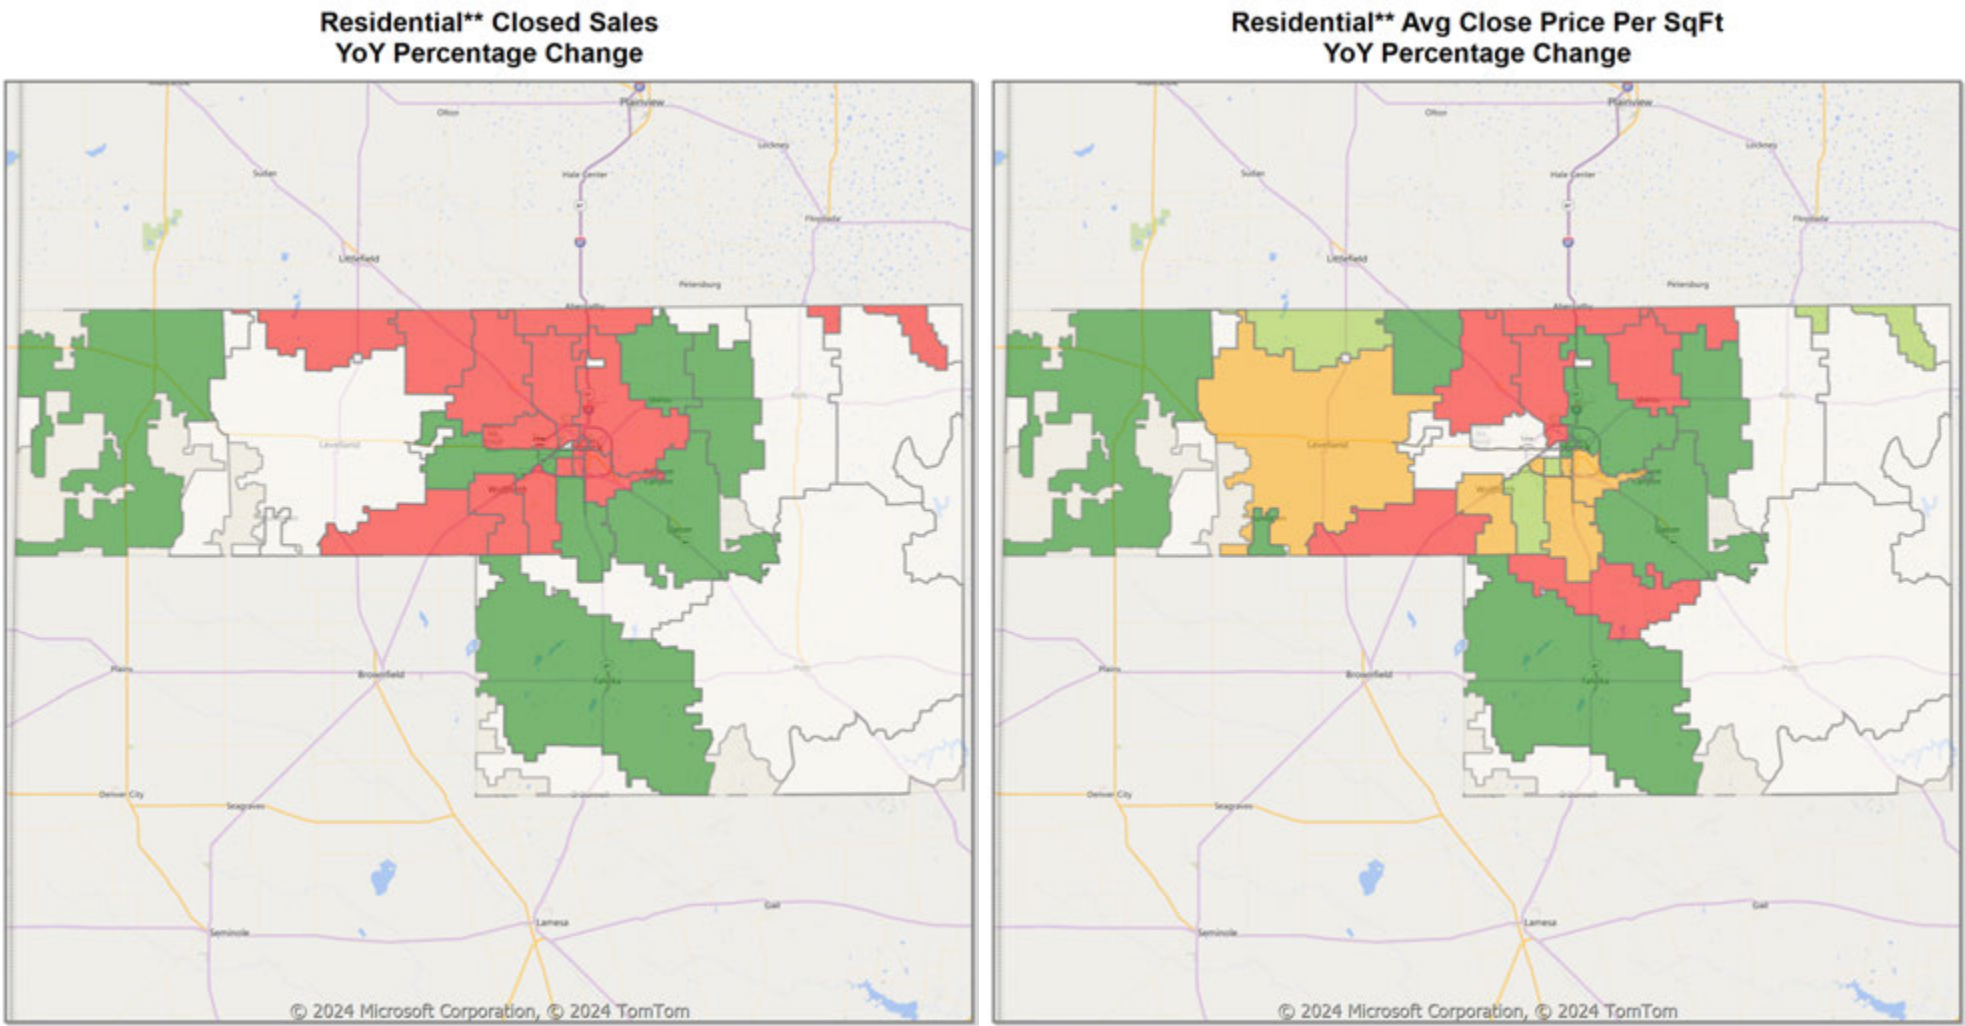 Residential** Closed Sales
YoY Percentage Change
Plainview
Olton
Lockney
Sudan
Hale Center
Floydada
Littlefield
Petersburg
Abernathy
Levelland
Wolfforth
Plains
Brownfield
Tahoka
Post
Denver City
Seagraves
Seminole
Lamesa
Gail
© 2024 Microsoft Corporation, © 2024 TomTom
Residential** Avg Close Price Per SqFt
YoY Percentage Change
Plainview
Olton
Lockney
Sudan
Hale Center
Floydada
Littlefield
Petersburg
Abernathy
Levelland
Plains
Brownfield
Tahoka
Post
Denver City
Seagraves
Seminole
Lamesa
Gail
© 2024 Microsoft Corporation, © 2024 TomTom